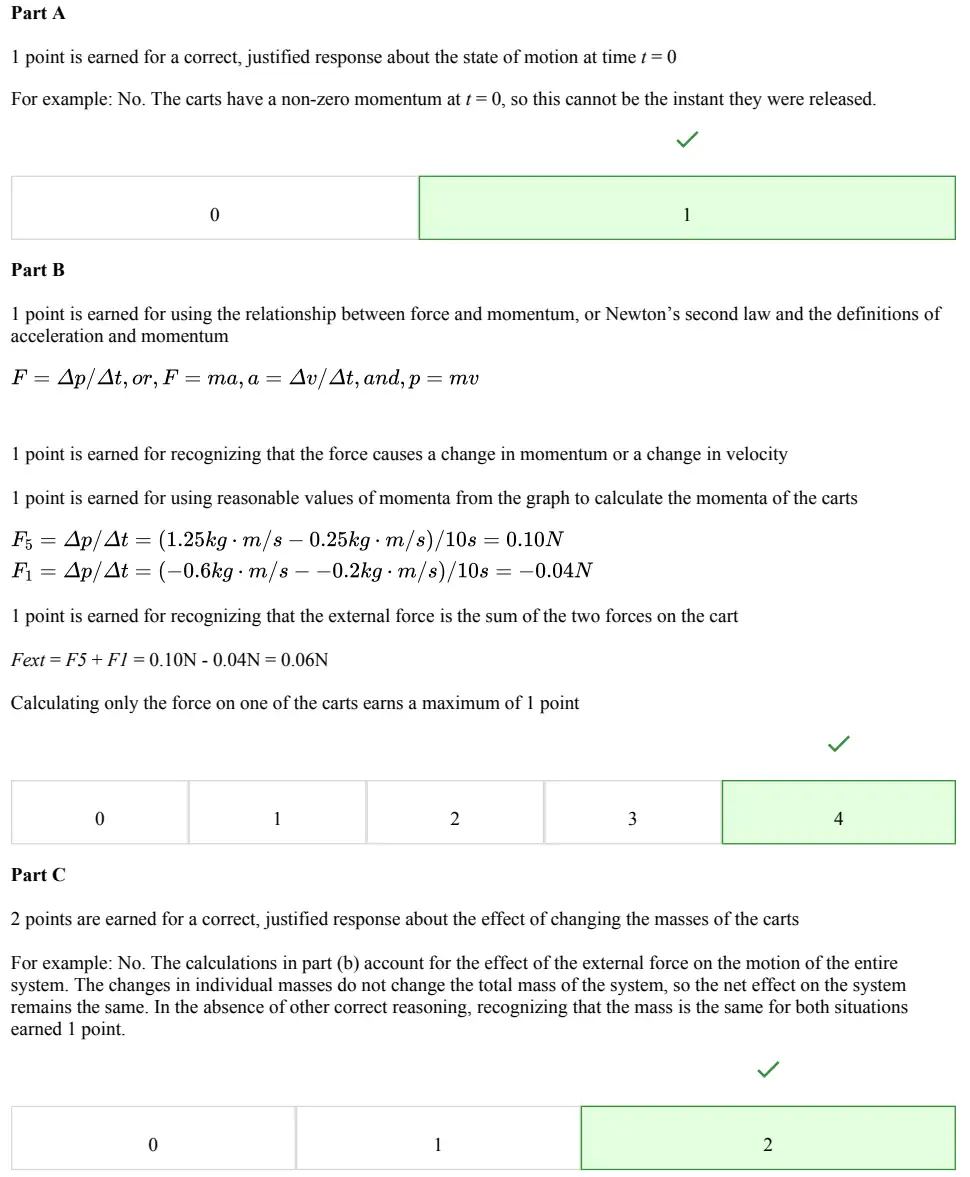 Part A
1 point is earned for a correct, justified response about the state of motion at time t = 0
For example: No. The carts have a non-zero momentum at t = 0, so this cannot be the instant they were released.
0 1
Part B
1 point is earned for using the relationship between force and momentum, or Newton’s second law and the definitions of
acceleration and momentum
F = Δp/Δt, or, F = ma, a = Δv/Δt, and, p = mv
1 point is earned for recognizing that the force causes a change in momentum or a change in velocity
1 point is earned for using reasonable values of momenta from the graph to calculate the momenta of the carts
F₅ = Δp/Δt = (1.25kg · m/s − 0.25kg · m/s)/10s = 0.10N
F₁ = Δp/Δt = (−0.6kg · m/s − −0.2kg · m/s)/10s = −0.04N
1 point is earned for recognizing that the external force is the sum of the two forces on the cart
Fext = F5 + F1 = 0.10N - 0.04N = 0.06N
Calculating only the force on one of the carts earns a maximum of 1 point
0 1 2 3 4
Part C
2 points are earned for a correct, justified response about the effect of changing the masses of the carts
For example: No. The calculations in part (b) account for the effect of the external force on the motion of the entire
system. The changes in individual masses do not change the total mass of the system, so the net effect on the system
remains the same. In the absence of other correct reasoning, recognizing that the mass is the same for both situations
earned 1 point.
0 1 2